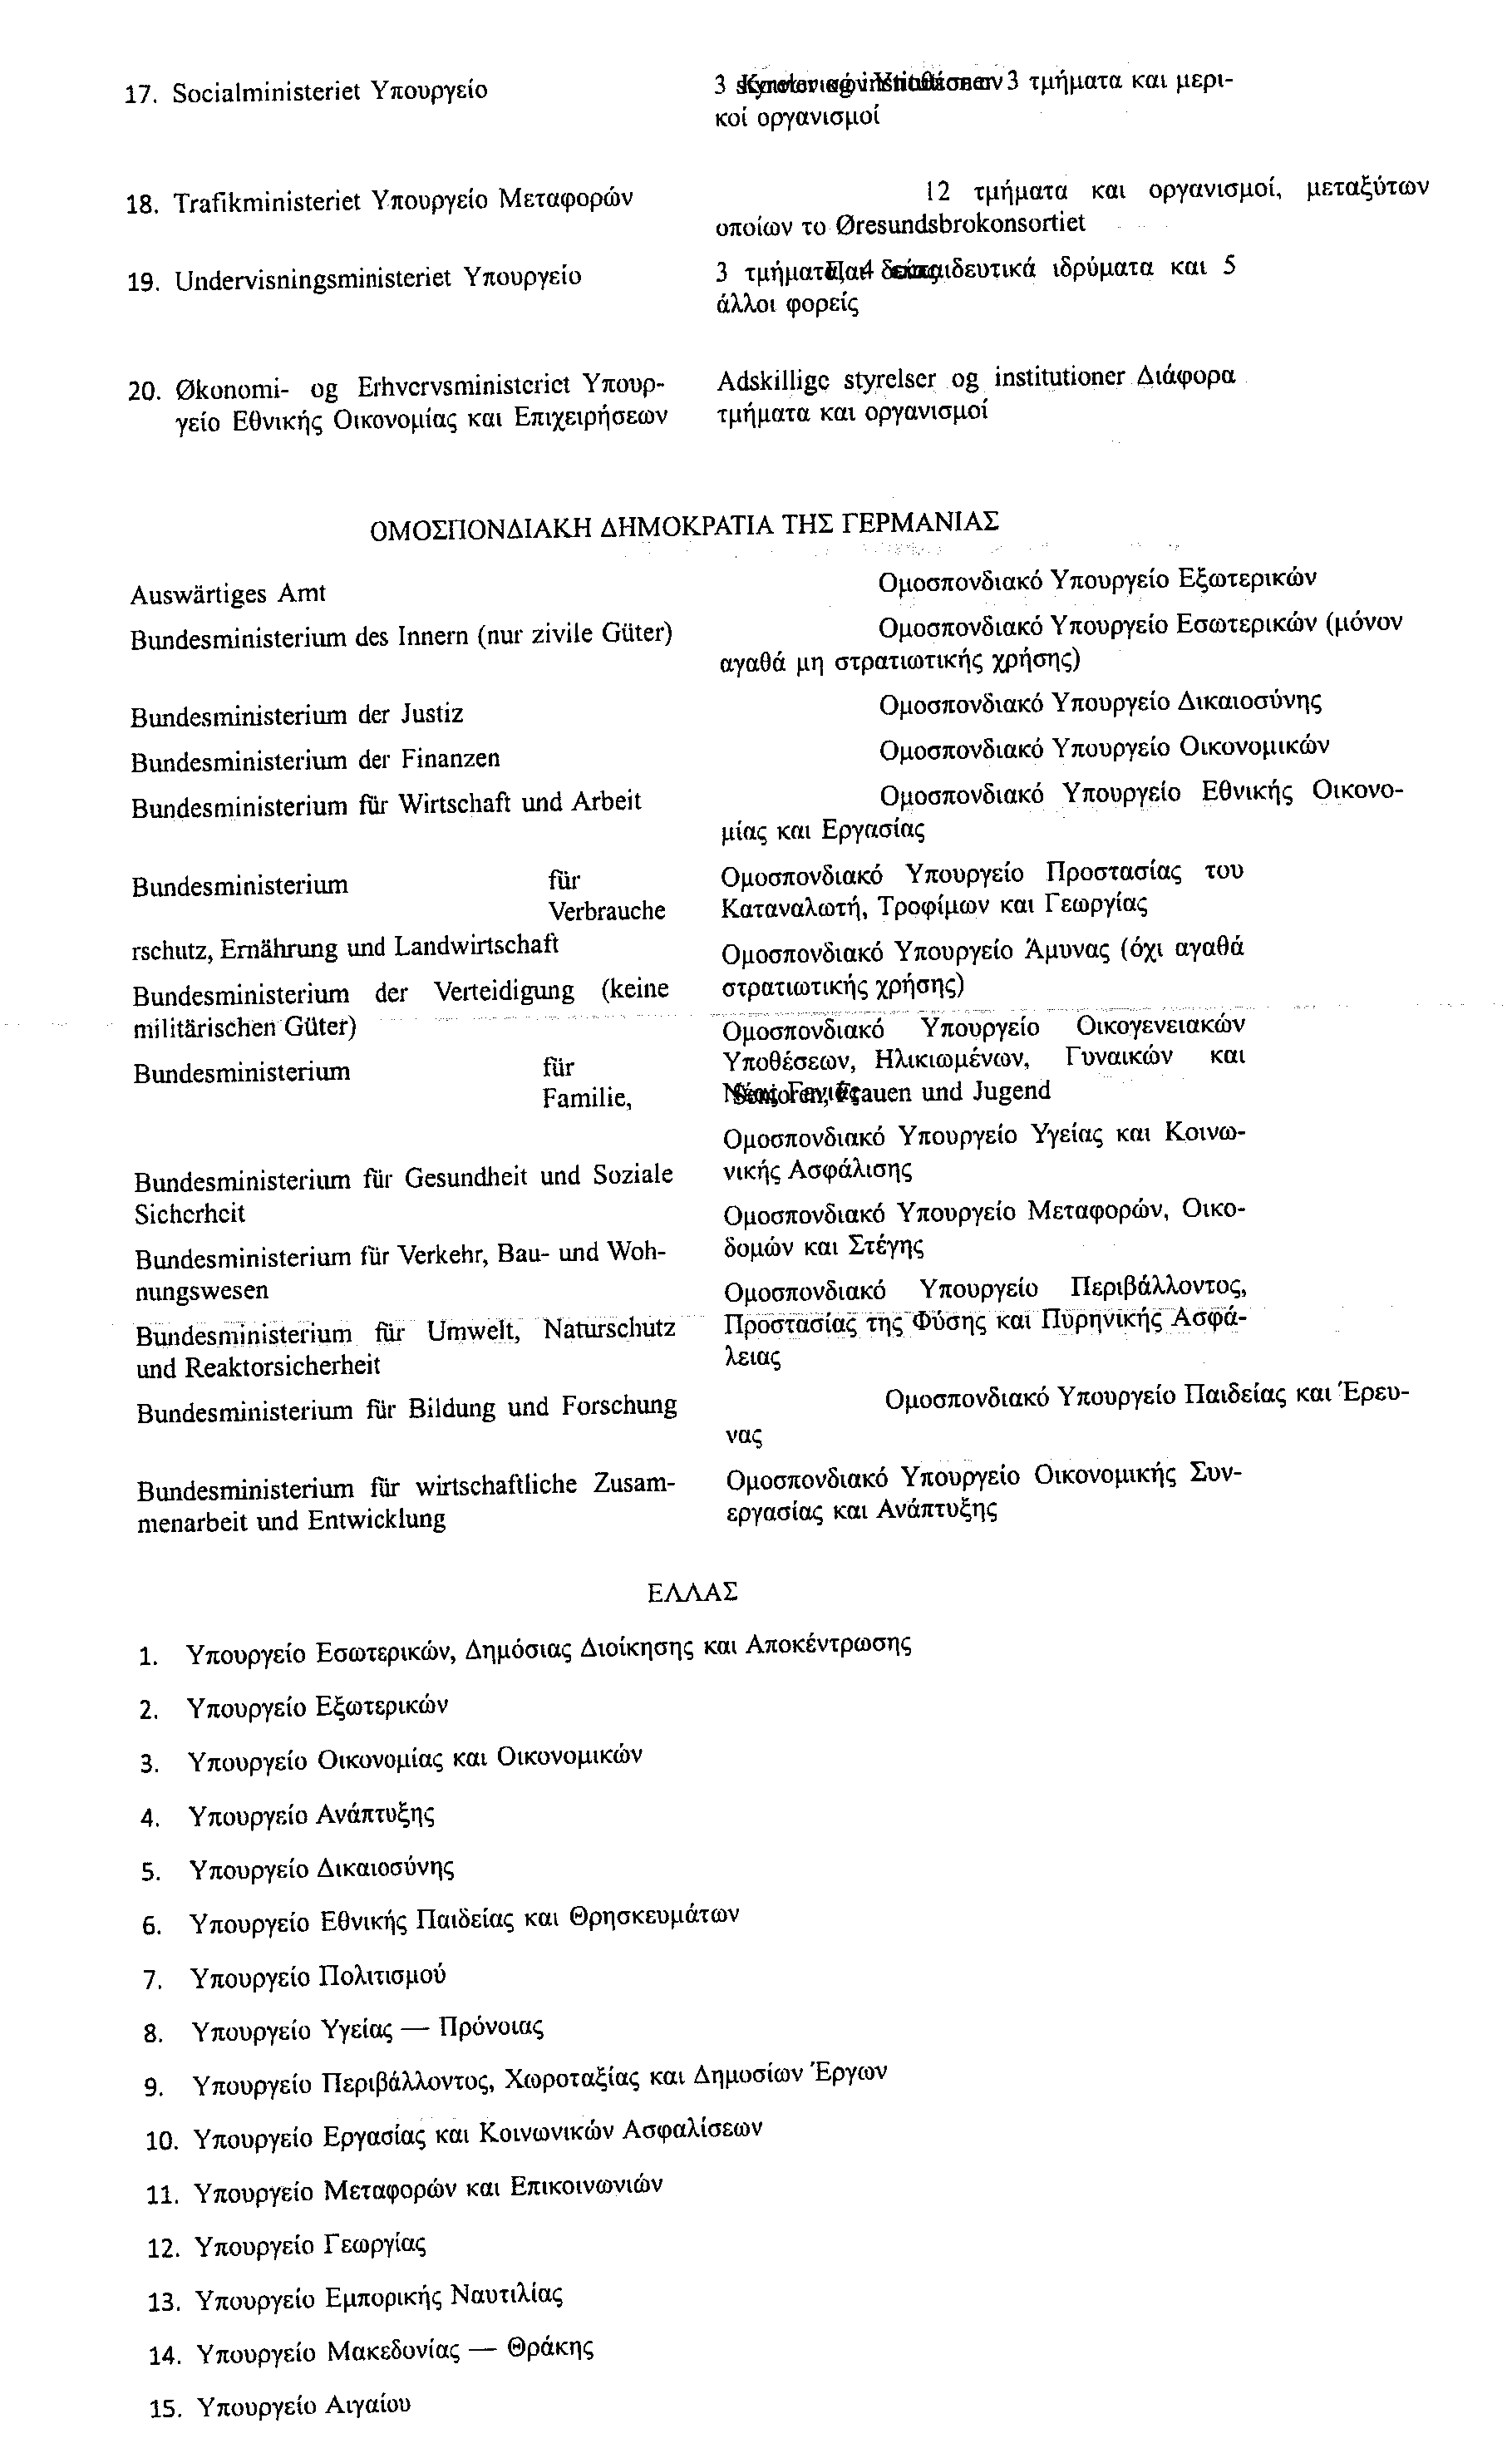 17. Socialministeriet Υπουργείο
3 τμήματα και μερι-
κοί οργανισμοί
18. Trafikministeriet Υπουργείο Μεταφορών
12 τμήματα και οργανισμοί, μεταξύτων
οποίων το Øresundsbrokonsortiet
19. Undervisningsministeriet Υπουργείο
3 ιδρύματα και 5
άλλοι φορείς
20. Økonomi- og Erhvervsministeriet Υπουρ-
γείο Εθνικής Οικονομίας και Επιχειρήσεων
Adskillige styrelser og institutioner Διάφορα
τμήματα και οργανισμοί
ΟΜΟΣΠΟΝΔΙΑΚΗ ΔΗΜΟΚΡΑΤΙΑ ΤΗΣ ΓΕΡΜΑΝΙΑΣ
Auswärtiges Amt
Ομοσπονδιακό Υπουργείο Εξωτερικών
Bundesministerium des Innern (nur zivile Güter)
Ομοσπονδιακό Υπουργείο Εσωτερικών (μόνον
αγαθά μη στρατιωτικής χρήσης)
Bundesministerium der Justiz
Ομοσπονδιακό Υπουργείο Δικαιοσύνης
Bundesministerium der Finanzen
Ομοσπονδιακό Υπουργείο Οικονομικών
Bundesministerium für Wirtschaft und Arbeit
Ομοσπονδιακό Υπουργείο Εθνικής Οικονο-
μίας και Εργασίας
Bundesministerium für
Verbrauche
rschutz, Ernährung und Landwirtschaft
Ομοσπονδιακό Υπουργείο Προστασίας του
Καταναλωτή, Τροφίμων και Γεωργίας
Bundesministerium der Verteidigung (keine
militärischen Güter)
Ομοσπονδιακό Υπουργείο Άμυνας (όχι αγαθά
στρατιωτικής χρήσης)
Bundesministerium für
Familie,
Ομοσπονδιακό Υπουργείο Οικογενειακών
Υποθέσεων, Ηλικιωμένων, Γυναικών και
und Jugend
Bundesministerium für Gesundheit und Soziale
Sicherheit
Ομοσπονδιακό Υπουργείο Υγείας και Κοινω-
νικής Ασφάλισης
Bundesministerium für Verkehr, Bau- und Woh-
nungswesen
Ομοσπονδιακό Υπουργείο Μεταφορών, Οικο-
δομών και Στέγης
Bundesministerium für Umwelt, Naturschutz
und Reaktorsicherheit
Ομοσπονδιακό Υπουργείο Περιβάλλοντος,
Προστασίας της Φύσης και Πυρηνικής Ασφά-
λειας
Bundesministerium für Bildung und Forschung
Ομοσπονδιακό Υπουργείο Παιδείας και Έρευ-
νας
Bundesministerium für wirtschaftliche Zusam-
menarbeit und Entwicklung
Ομοσπονδιακό Υπουργείο Οικονομικής Συν-
εργασίας και Ανάπτυξης
ΕΛΛΑΣ
1. Υπουργείο Εσωτερικών, Δημόσιας Διοίκησης και Αποκέντρωσης
2. Υπουργείο Εξωτερικών
3. Υπουργείο Οικονομίας και Οικονομικών
4. Υπουργείο Ανάπτυξης
5. Υπουργείο Δικαιοσύνης
6. Υπουργείο Εθνικής Παιδείας και Θρησκευμάτων
7. Υπουργείο Πολιτισμού
8. Υπουργείο Υγείας — Πρόνοιας
9. Υπουργείο Περιβάλλοντος, Χωροταξίας και Δημοσίων Έργων
10. Υπουργείο Εργασίας και Κοινωνικών Ασφαλίσεων
11. Υπουργείο Μεταφορών και Επικοινωνιών
12. Υπουργείο Γεωργίας
13. Υπουργείο Εμπορικής Ναυτιλίας
14. Υπουργείο Μακεδονίας — Θράκης
15. Υπουργείο Αιγαίου